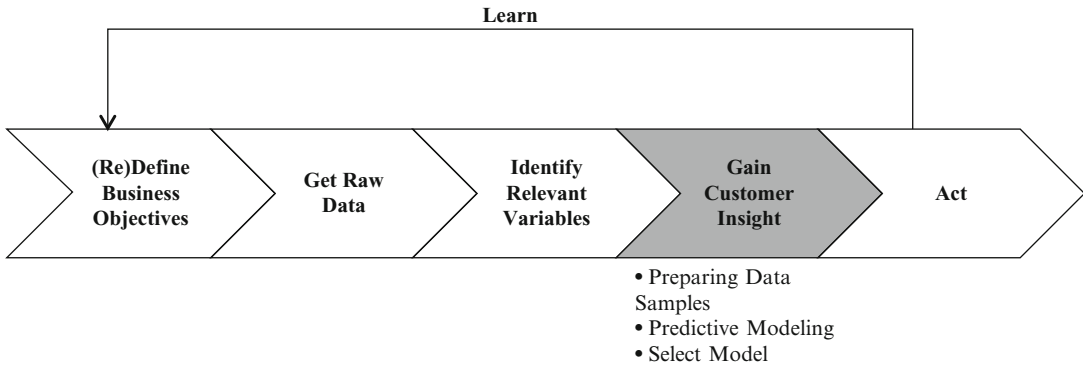 Learn
(Re)Define
Business
Objectives
Get Raw
Data
Identify
Relevant
Variables
Gain
Customer
Insight
Act
• Preparing Data
Samples
• Predictive Modeling
• Select Model